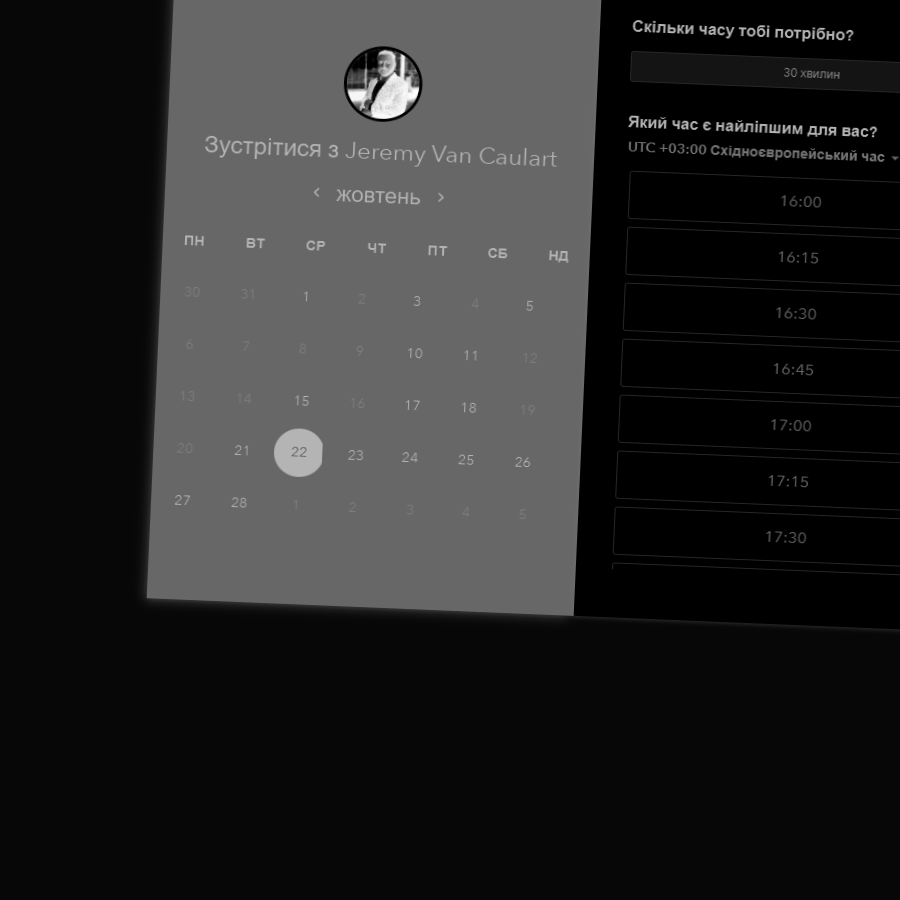 Зустрітися з Jeremy Van Caulart
‹ жовтень ›
ПН ВТ СР ЧТ ПТ СБ НД
30 31 1 2 3 4 5
6 7 8 9 10 11 12
13 14 15 16 17 18 19
20 21 22 23 24 25 26
27 28 1 2 3 4 5
Скільки часу тобі потрібно?
30 хвилин
Який час є найліпшим для вас?
UTC +03:00 Східноєвропейський час
16:00
16:15
16:30
16:45
17:00
17:15
17:30